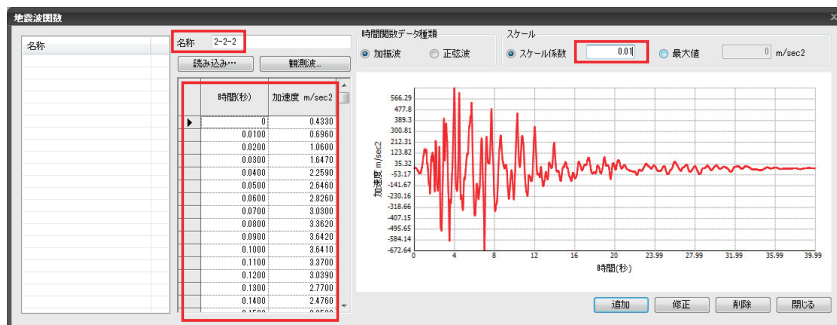 地震波関数
名称
名称 2-2-2
読み込み… 観測波...
時間(秒) 加速度 m/sec2
0 0.4330
0.0100 0.6960
0.0200 1.0600
0.0300 1.6470
0.0400 2.2590
0.0500 2.6460
0.0600 2.8260
0.0700 3.0300
0.0800 3.3620
0.0900 3.6420
0.1000 3.6410
0.1100 3.3700
0.1200 3.0390
0.1300 2.7700
0.1400 2.4760
時間関数データ種類
加振波 正弦波
スケール
スケール係数 0.01 最大値 0 m/sec2
加速度 m/sec2
566.29
477.8
389.3
300.81
212.31
123.82
35.32
-53.17
-141.67
-230.16
-318.66
-407.15
-495.65
-584.14
-672.64
0 4 8 12 16 20 23.99 27.99 31.99 35.99 39.99
時間(秒)
追加 修正 削除 閉じる